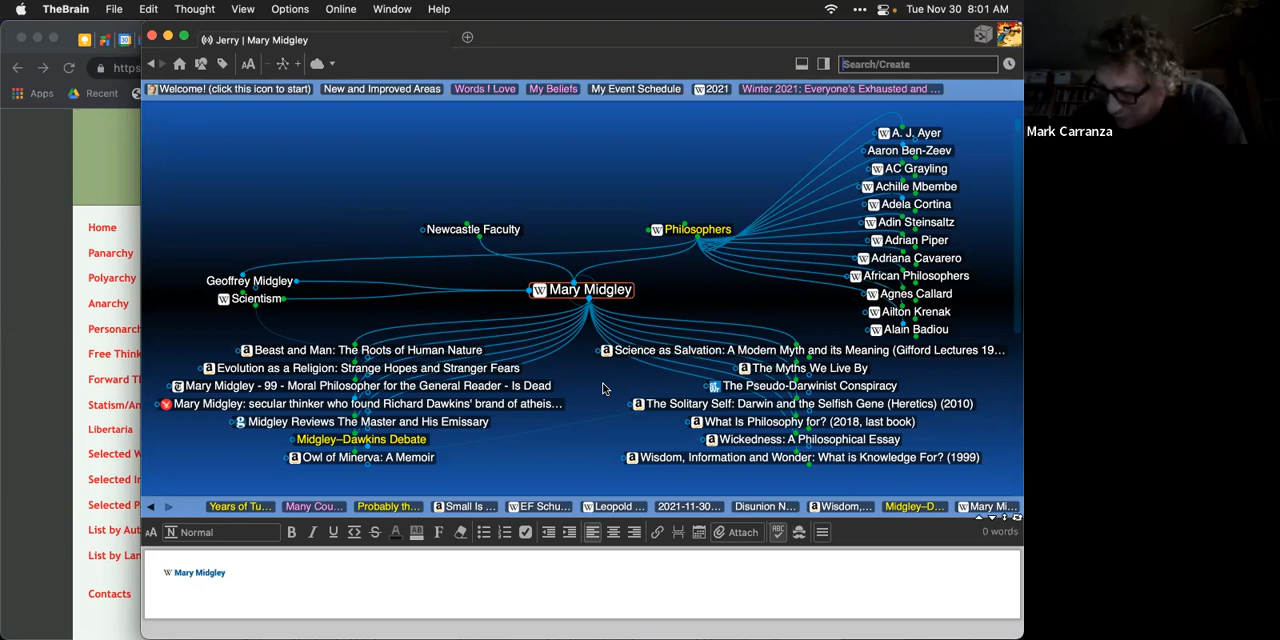 TheBrain File Edit Thought View Options Online Window Help Tue Nov 30 8:01 AM
Jerry | Mary Midgley
https
Search/Create
Apps Recent
Welcome! (click this icon to start) New and Improved Areas Words I Love My Beliefs My Event Schedule 2021 Winter 2021: Everyone's Exhausted and ...
Mark Carranza
A. J. Ayer
Aaron Ben-Zeev
AC Grayling
Achille Mbembe
Adela Cortina
Adin Steinsaltz
Adrian Piper
Adriana Cavarero
African Philosophers
Agnes Callard
Ailton Krenak
Alain Badiou
Newcastle Faculty
Philosophers
Geoffrey Midgley
Scientism
Mary Midgley
Beast and Man: The Roots of Human Nature
Evolution as a Religion: Strange Hopes and Stranger Fears
Mary Midgley - 99 - Moral Philosopher for the General Reader - Is Dead
Mary Midgley: secular thinker who found Richard Dawkins' brand of atheis...
Midgley Reviews The Master and His Emissary
Midgley–Dawkins Debate
Owl of Minerva: A Memoir
Science as Salvation: A Modern Myth and its Meaning (Gifford Lectures 19...
The Myths We Live By
The Pseudo-Darwinist Conspiracy
The Solitary Self: Darwin and the Selfish Gene (Heretics) (2010)
What Is Philosophy for? (2018, last book)
Wickedness: A Philosophical Essay
Wisdom, Information and Wonder: What is Knowledge For? (1999)
Home
Panarchy
Polyarchy
Anarchy
Personarch
Free Think
Forward T
Statism/An
Libertaria
Selected W
Selected In
Selected P
List by Aut
List by Lan
Contacts
Years of Tu... Many Cou... Probably th... Small Is ... EF Schu... Leopold ... 2021-11-30... Disunion N... Wisdom,... Midgley–D... Mary Mi...
Normal Attach 0 words
Mary Midgley